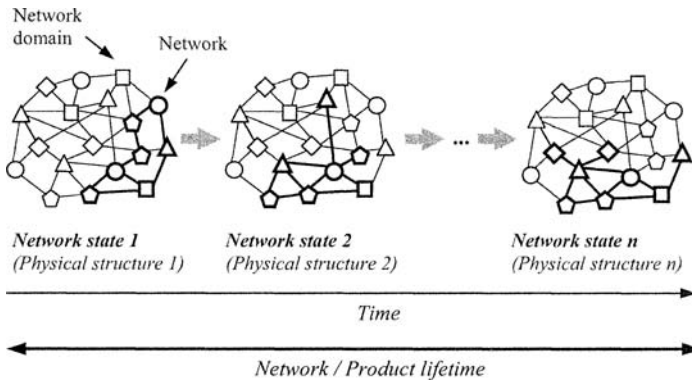 Network
domain
Network
...
Network state 1
(Physical structure 1)
Network state 2
(Physical structure 2)
Network state n
(Physical structure n)
Time
Network / Product lifetime